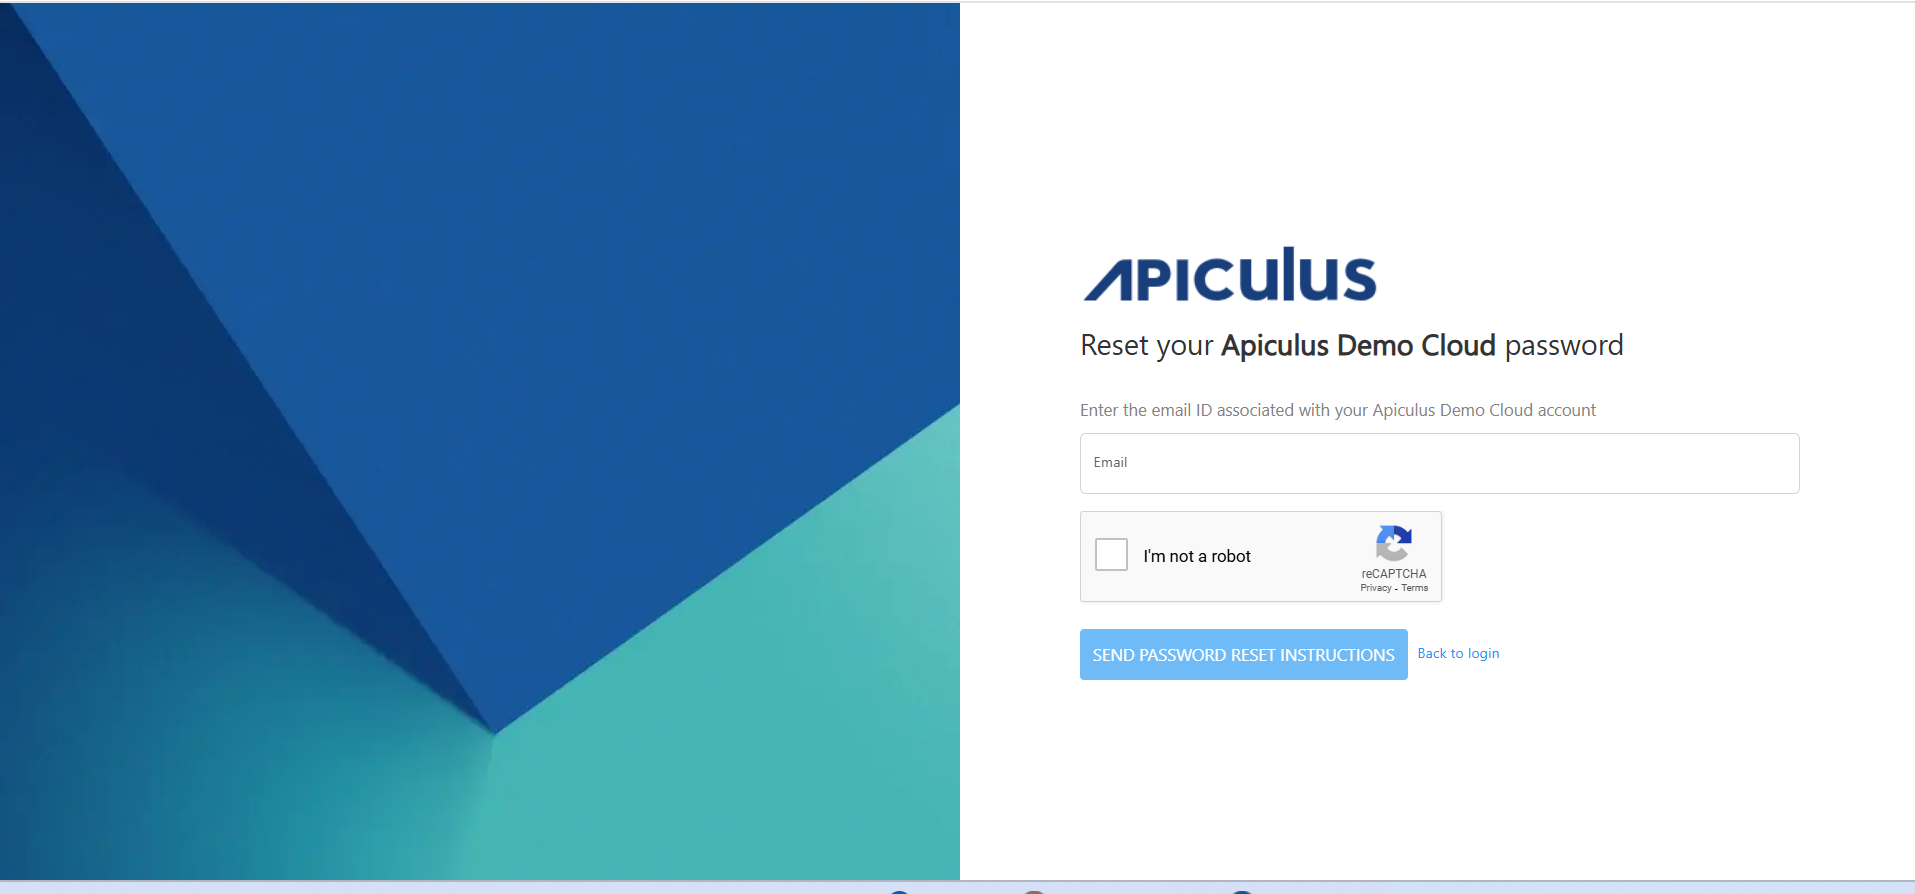 APICULUS
Reset your Apiculus Demo Cloud password
Enter the email ID associated with your Apiculus Demo Cloud account
Email
I'm not a robot
reCAPTCHA
Privacy - Terms
SEND PASSWORD RESET INSTRUCTIONS
Back to login